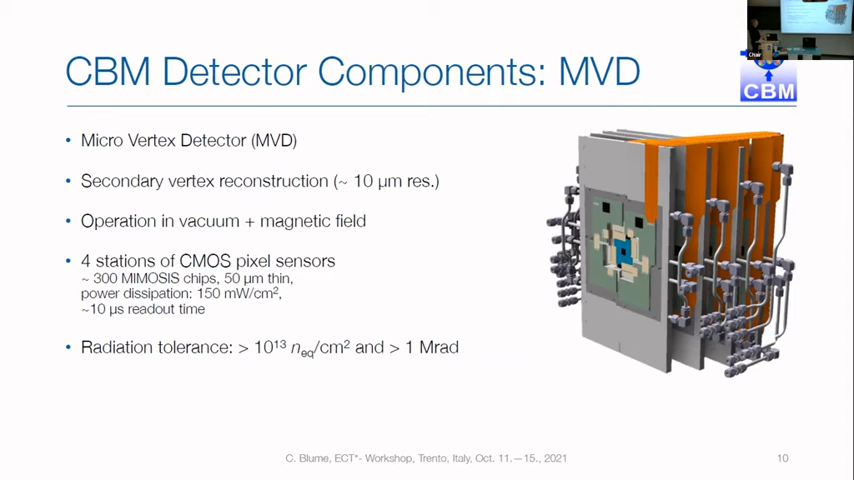 Chair
CBM Detector Components: MVD
CBM
• Micro Vertex Detector (MVD)
• Secondary vertex reconstruction (~ 10 μm res.)
• Operation in vacuum + magnetic field
• 4 stations of CMOS pixel sensors
~ 300 MIMOSIS chips, 50 μm thin,
power dissipation: 150 mW/cm²,
~10 μs readout time
• Radiation tolerance: > 10¹³ n_eq/cm² and > 1 Mrad
C. Blume, ECT*- Workshop, Trento, Italy, Oct. 11.—15., 2021
10